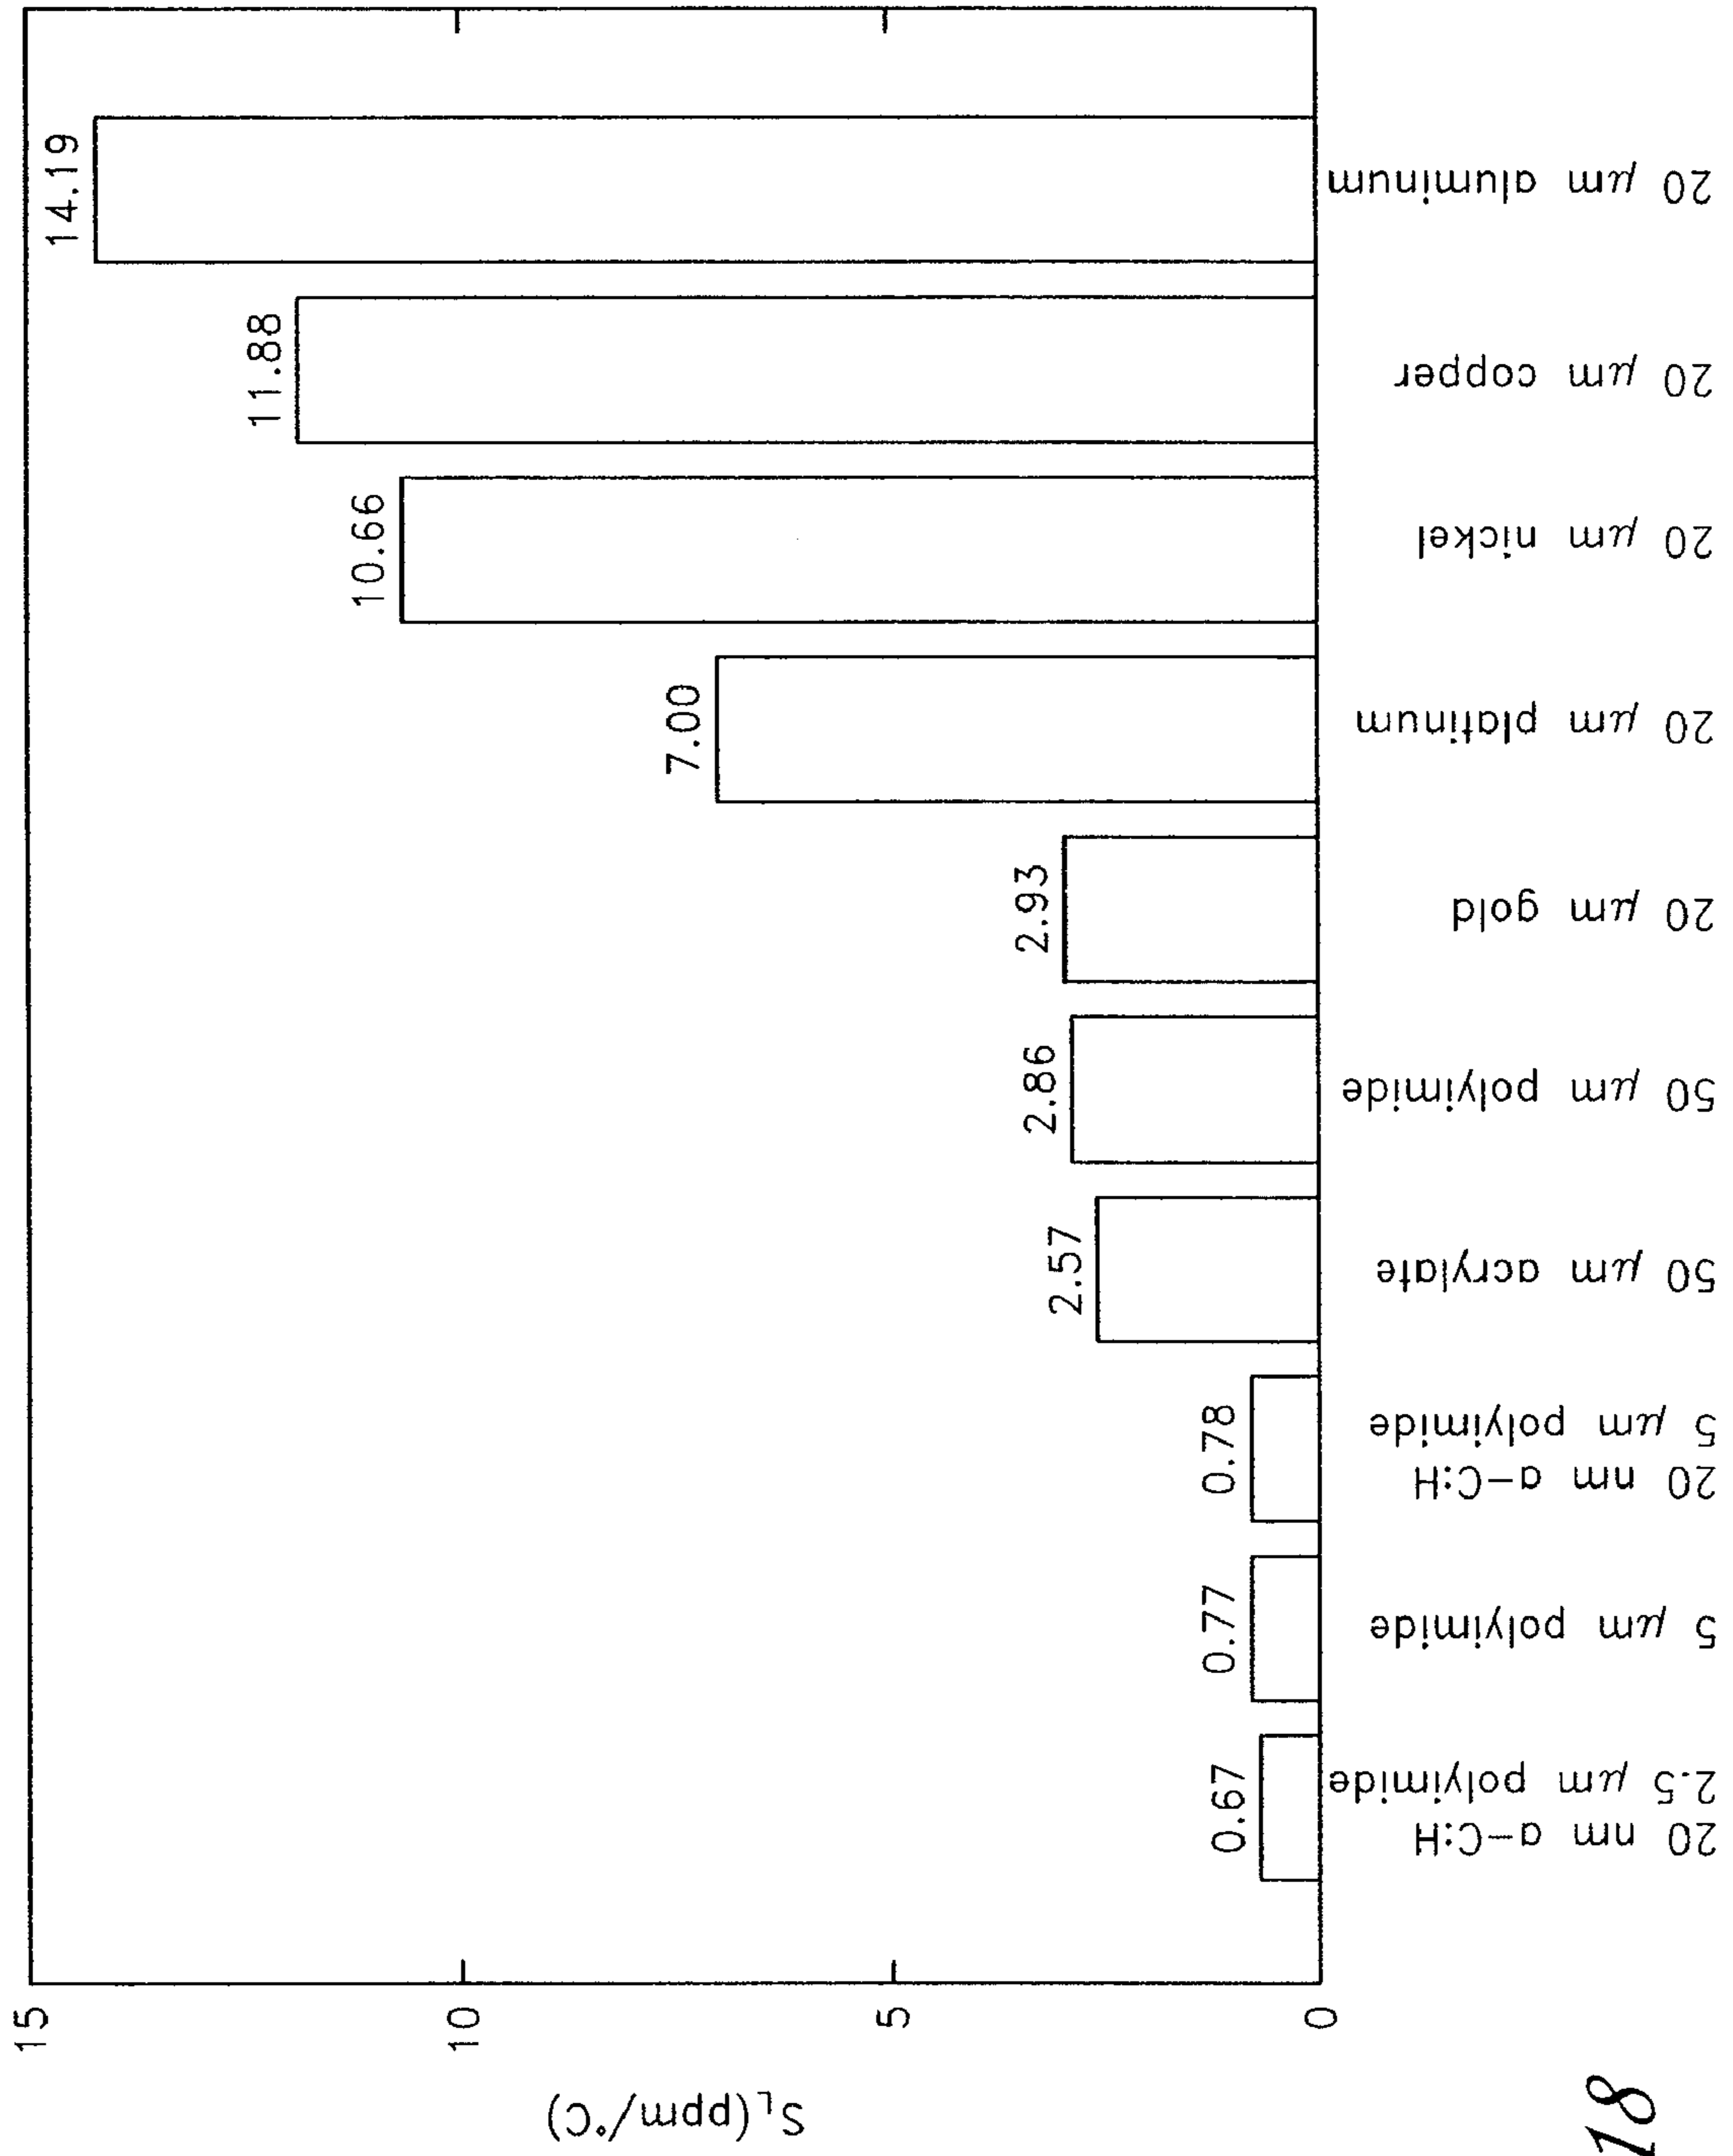 15
10
5
0
S_L(ppm/°C)
0.67
0.77
0.78
2.57
2.86
2.93
7.00
10.66
11.88
14.19
20 nm a-C:H
2.5 μm polyimide
5 μm polyimide
20 nm a-C:H
5 μm polyimide
50 μm acrylate
50 μm polyimide
20 μm gold
20 μm platinum
20 μm nickel
20 μm copper
20 μm aluminum
18